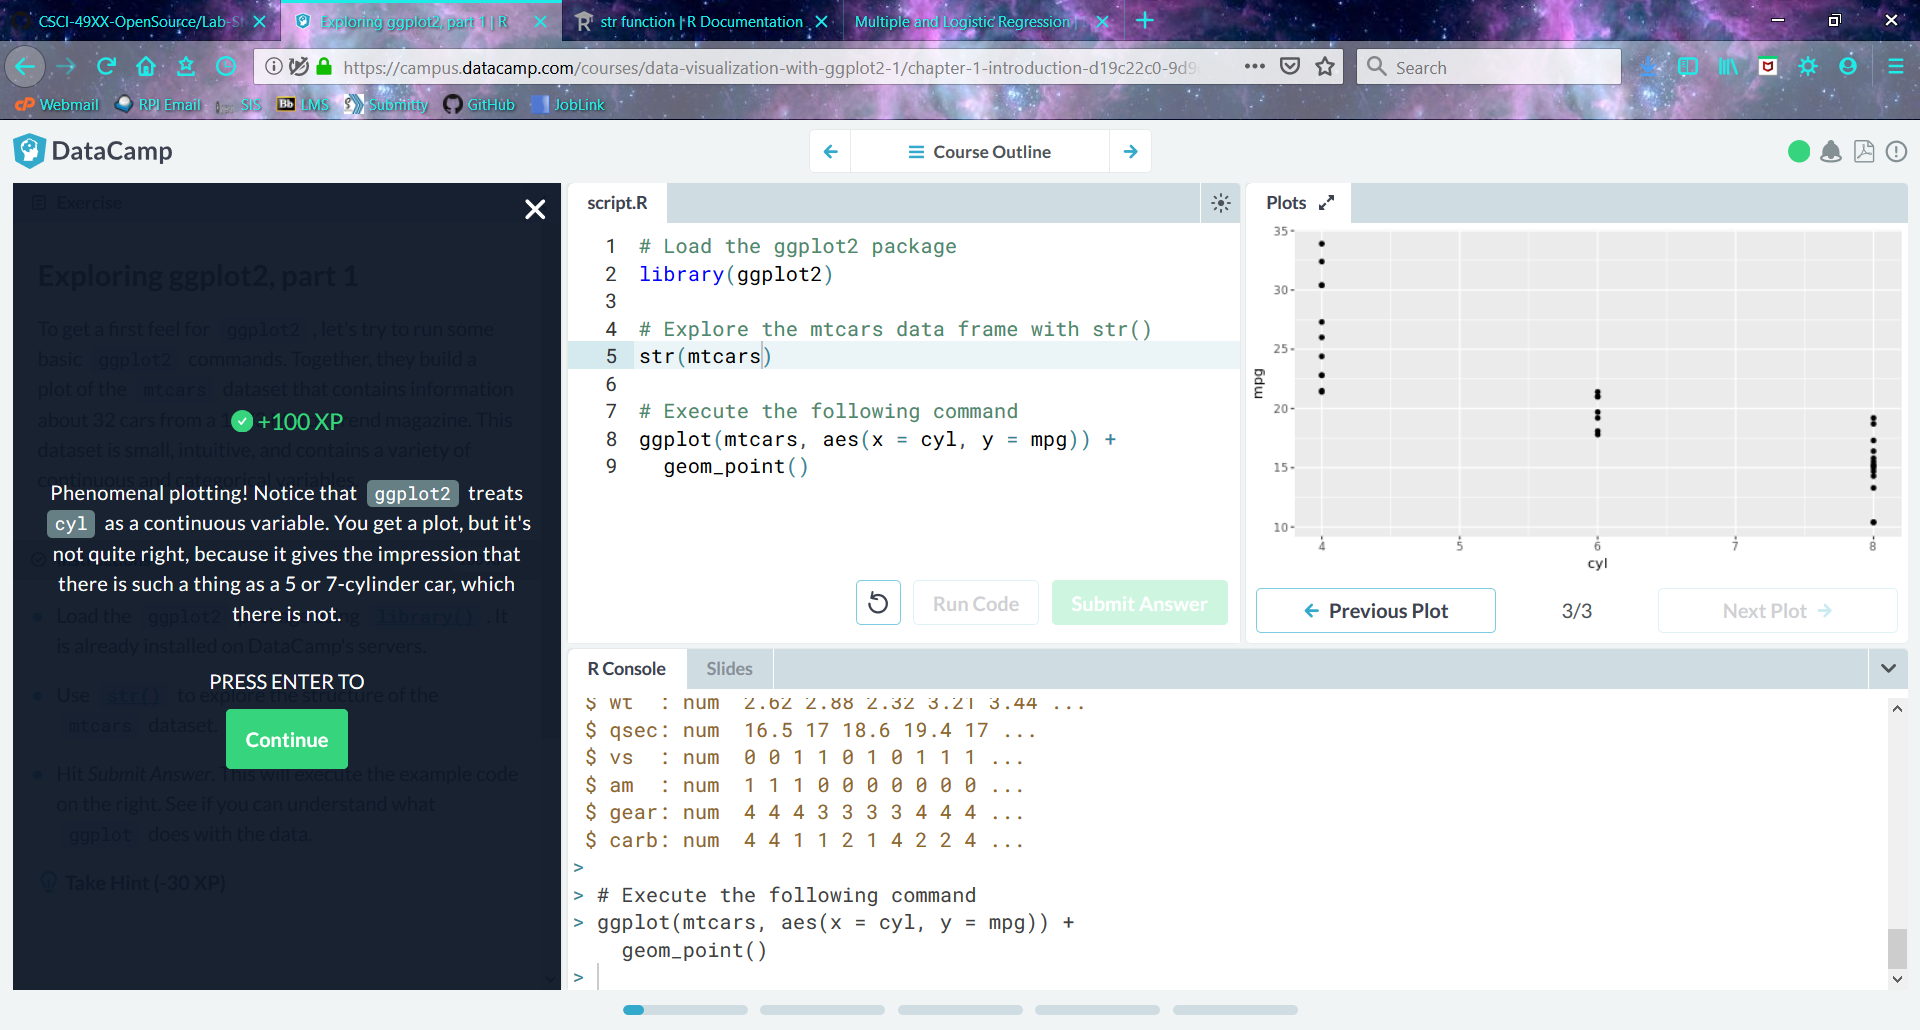 CSCI-49XX-OpenSource/Lab-S
Exploring ggplot2, part 1 | R
str function | R Documentation
Multiple and Logistic Regression |
https://campus.datacamp.com/courses/data-visualization-with-ggplot2-1/chapter-1-introduction-d19c22c0-9d9
Search
Webmail
RPI Email
SIS
Bb LMS
Submitty
GitHub
JobLink
DataCamp
Course Outline
Exercise
Exploring ggplot2, part 1
To get a first feel for ggplot2 , let's try to run some
basic ggplot2 commands. Together, they build a
plot of the mtcars dataset that contains information
about 32 cars from a 1 end magazine. This
dataset is small, intuitive, and contains a variety of
continuous and categorical variables.
+100 XP
Phenomenal plotting! Notice that ggplot2 treats
cyl as a continuous variable. You get a plot, but it's
not quite right, because it gives the impression that
there is such a thing as a 5 or 7-cylinder car, which
there is not.
Load the ggplot2 ng library() . It
is already installed on DataCamp's servers.
PRESS ENTER TO
Use str() to explore the structure of the
mtcars dataset.
Continue
Hit Submit Answer. This will execute the example code
on the right. See if you can understand what
ggplot does with the data.
Take Hint (-30 XP)
script.R
1 # Load the ggplot2 package
2 library(ggplot2)
3
4 # Explore the mtcars data frame with str()
5 str(mtcars)
6
7 # Execute the following command
8 ggplot(mtcars, aes(x = cyl, y = mpg)) +
9 geom_point()
Run Code
Submit Answer
Plots
35
30
25
20
15
10
mpg
4 5 6 7 8
cyl
Previous Plot
3/3
Next Plot
R Console
Slides
$ wt : num 2.62 2.88 2.32 3.21 3.44 ...
$ qsec: num 16.5 17 18.6 19.4 17 ...
$ vs : num 0 0 1 1 0 1 0 1 1 1 ...
$ am : num 1 1 1 0 0 0 0 0 0 0 ...
$ gear: num 4 4 4 3 3 3 3 4 4 4 ...
$ carb: num 4 4 1 1 2 1 4 2 2 4 ...
>
> # Execute the following command
> ggplot(mtcars, aes(x = cyl, y = mpg)) +
geom_point()
>